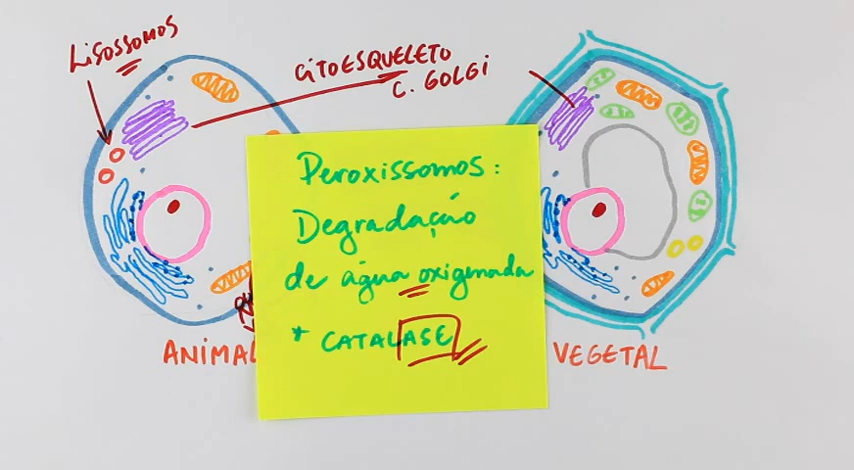 LISOSSOMOS
CITOESQUELETO
C. GOLGI
Peroxissomos:
Degradação
de água oxigenada
* CATALASE
ANIMAL
VEGETAL